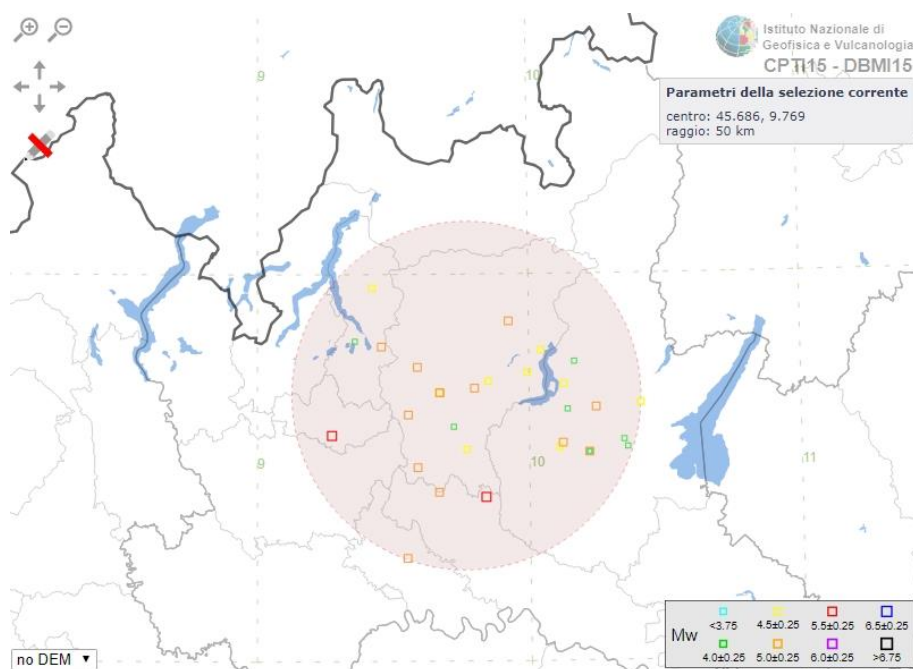 Istituto Nazionale di
Geofisica e Vulcanologia
CPTI15 - DBMI15
Parametri della selezione corrente
centro: 45.686, 9.769
raggio: 50 km
9
10
11
9
10
11
Mw
<3.75
4.5±0.25
5.5±0.25
6.5±0.25
4.0±0.25
5.0±0.25
6.0±0.25
>6.75
no DEM ▼